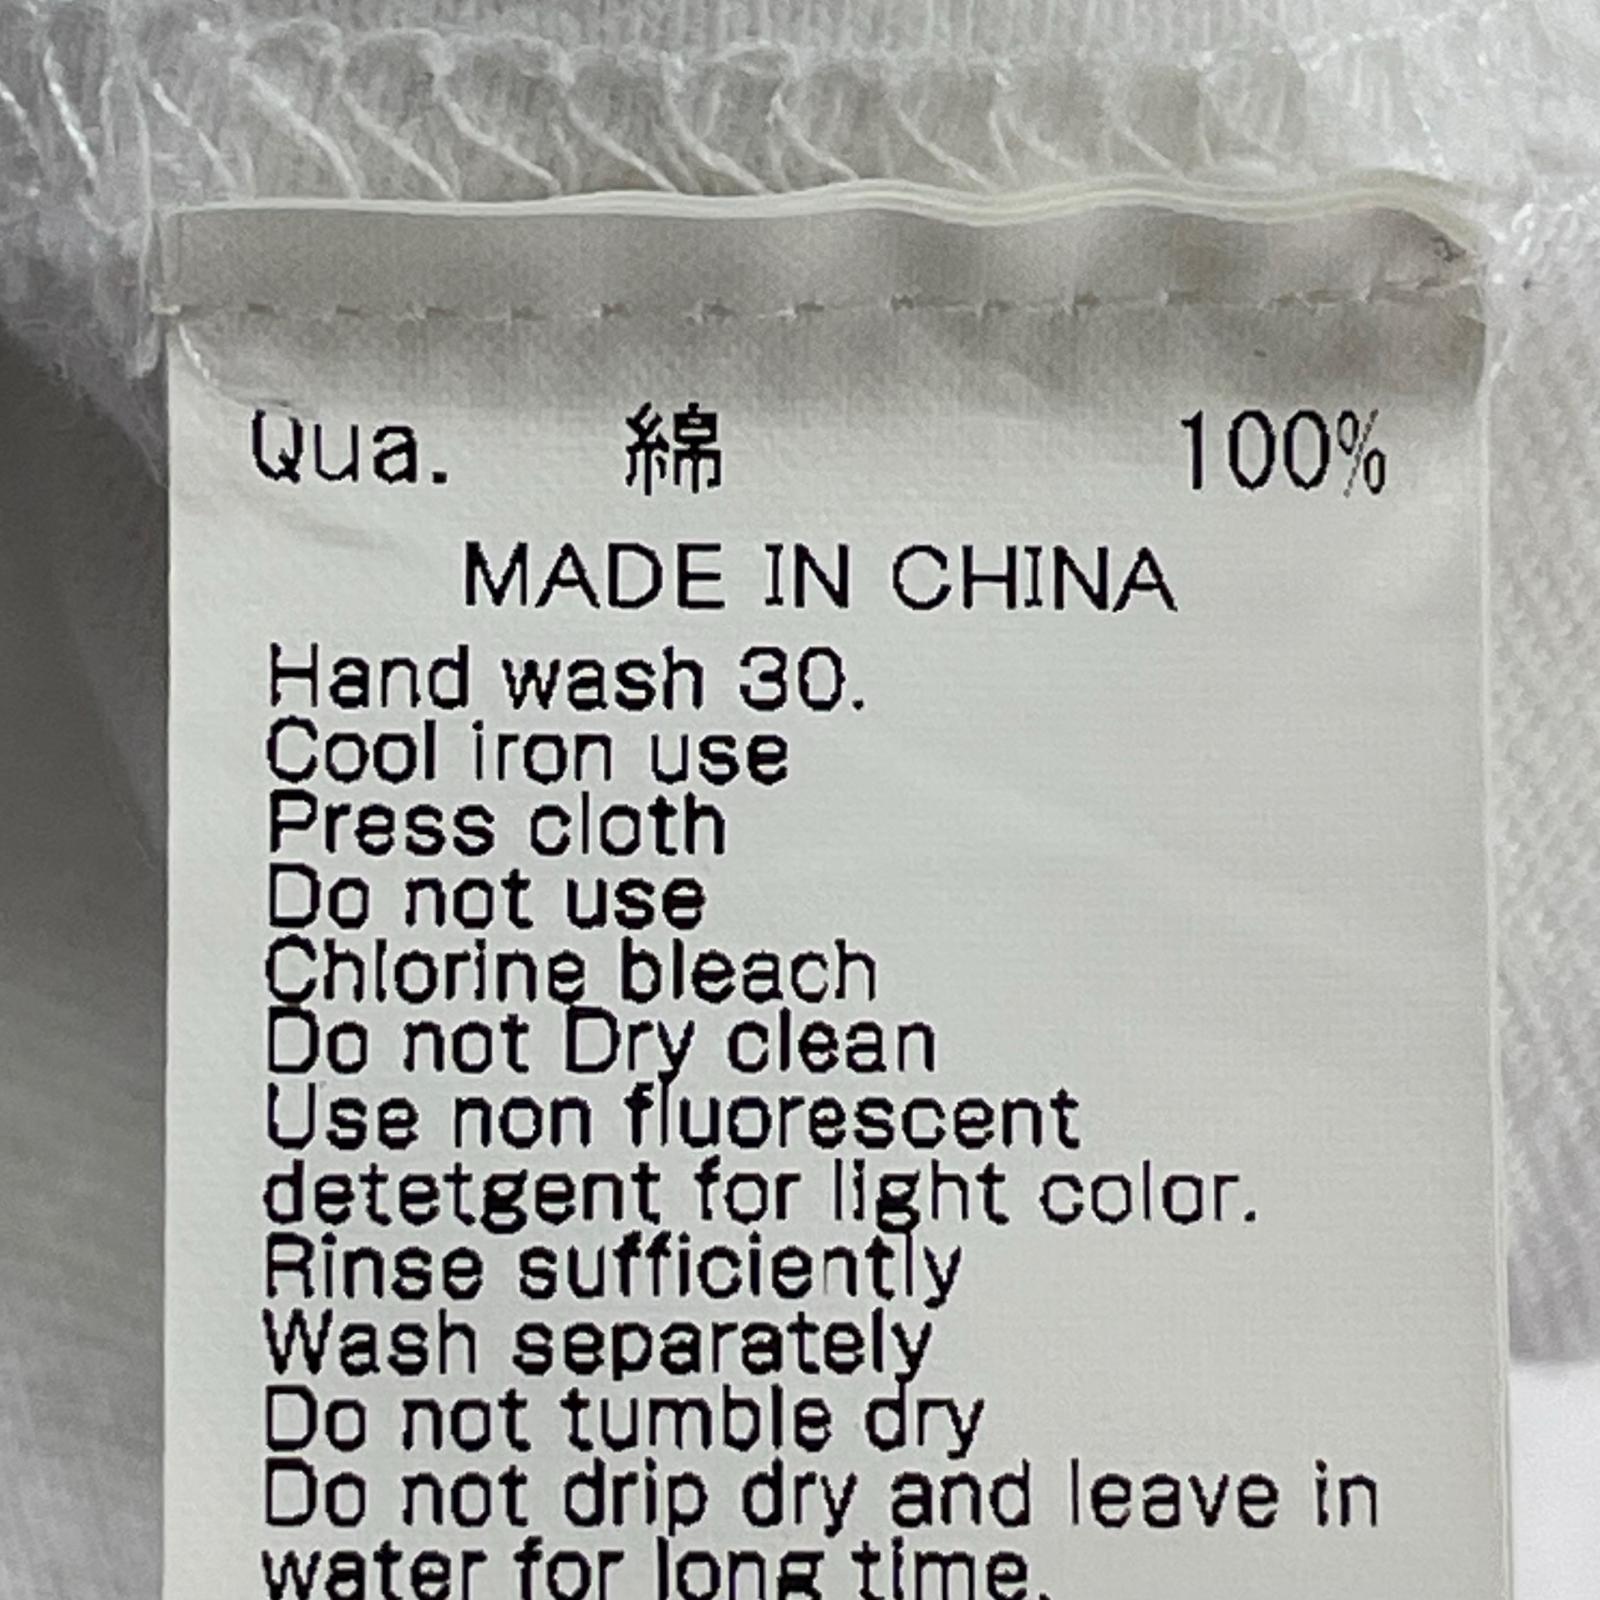 Qua. 綿 100%
MADE IN CHINA
Hand wash 30.
Cool iron use
Press cloth
Do not use
Chlorine bleach
Do not Dry clean
Use non fluorescent
detetgent for light color.
Rinse sufficiently
Wash separately
Do not tumble dry
Do not drip dry and leave in
water for long time.